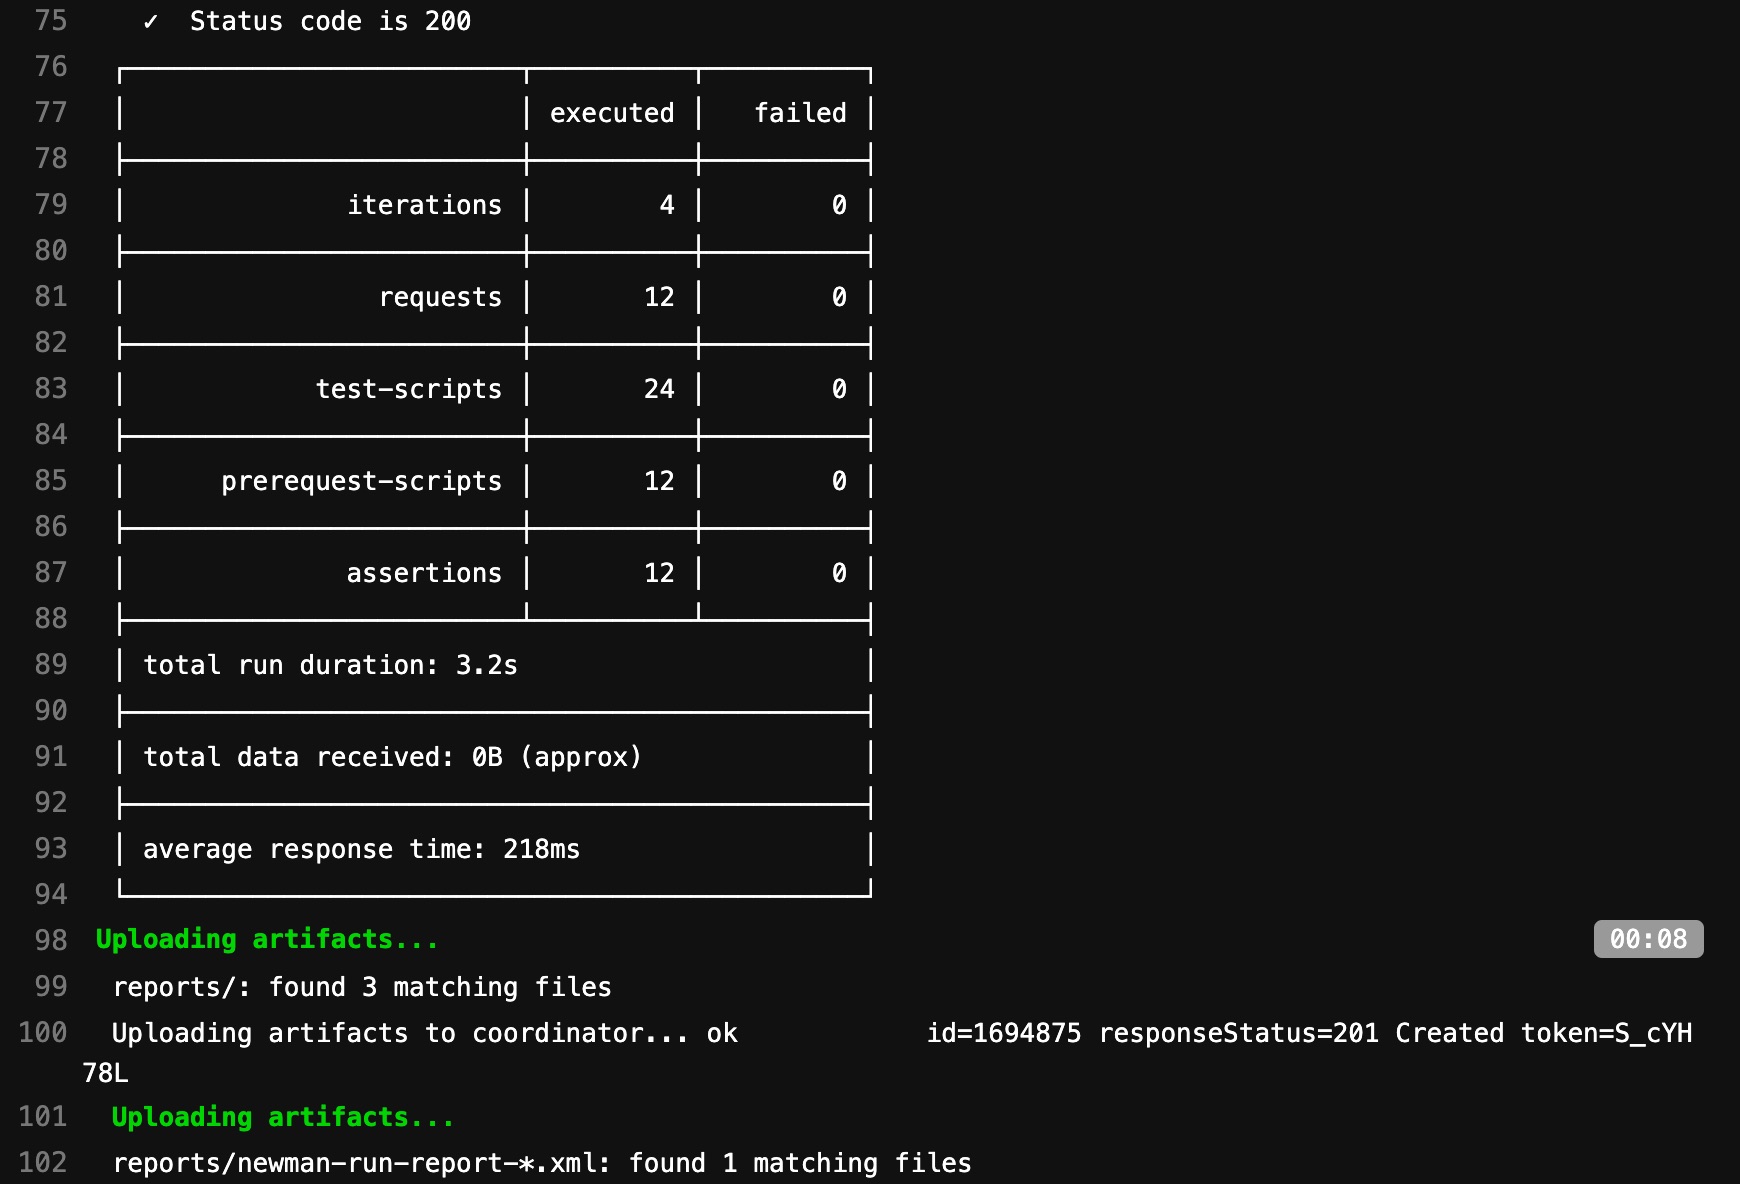 75 ✓ Status code is 200
76
77 executed failed
78
79 iterations 4 0
80
81 requests 12 0
82
83 test-scripts 24 0
84
85 prerequest-scripts 12 0
86
87 assertions 12 0
88
89 total run duration: 3.2s
90
91 total data received: 0B (approx)
92
93 average response time: 218ms
94
98 Uploading artifacts... 00:08
99 reports/: found 3 matching files
100 Uploading artifacts to coordinator... ok id=1694875 responseStatus=201 Created token=S_cYH
78L
101 Uploading artifacts...
102 reports/newman-run-report-*.xml: found 1 matching files